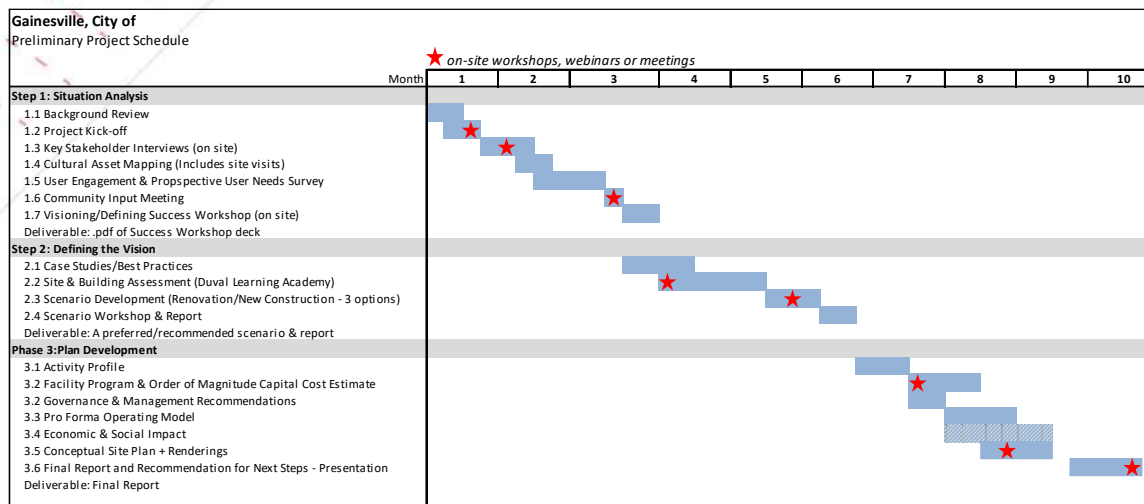 Gainesville, City of
Preliminary Project Schedule
on-site workshops, webinars or meetings
Month 1 2 3 4 5 6 7 8 9 10
Step 1: Situation Analysis
1.1 Background Review
1.2 Project Kick-off
1.3 Key Stakeholder Interviews (on site)
1.4 Cultural Asset Mapping (Includes site visits)
1.5 User Engagement & Propspective User Needs Survey
1.6 Community Input Meeting
1.7 Visioning/Defining Success Workshop (on site)
Deliverable: .pdf of Success Workshop deck
Step 2: Defining the Vision
2.1 Case Studies/Best Practices
2.2 Site & Building Assessment (Duval Learning Academy)
2.3 Scenario Development (Renovation/New Construction - 3 options)
2.4 Scenario Workshop & Report
Deliverable: A preferred/recommended scenario & report
Phase 3:Plan Development
3.1 Activity Profile
3.2 Facility Program & Order of Magnitude Capital Cost Estimate
3.2 Governance & Management Recommendations
3.3 Pro Forma Operating Model
3.4 Economic & Social Impact
3.5 Conceptual Site Plan + Renderings
3.6 Final Report and Recommendation for Next Steps - Presentation
Deliverable: Final Report